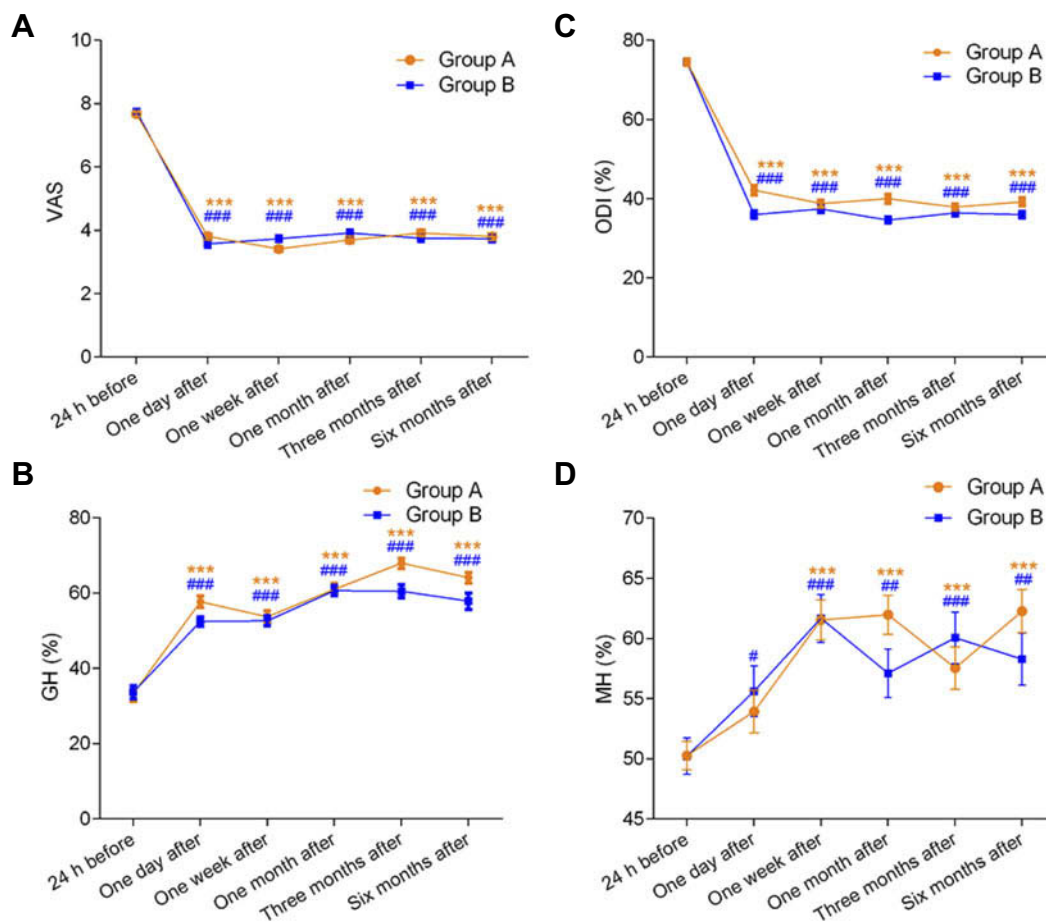 A
10
8
6
4
2
0
VAS
Group A
Group B
***
###
***
###
***
###
***
###
***
###
24 h before
One day after
One week after
One month after
Three months after
Six months after
C
80
60
40
20
0
ODI (%)
Group A
Group B
***
###
***
###
***
###
***
###
***
###
24 h before
One day after
One week after
One month after
Three months after
Six months after
B
80
60
40
20
0
GH (%)
Group A
Group B
***
###
***
###
***
###
***
###
***
###
24 h before
One day after
One week after
One month after
Three months after
Six months after
D
70
65
60
55
50
45
MH (%)
Group A
Group B
#
***
###
***
##
***
###
***
##
24 h before
One day after
One week after
One month after
Three months after
Six months after